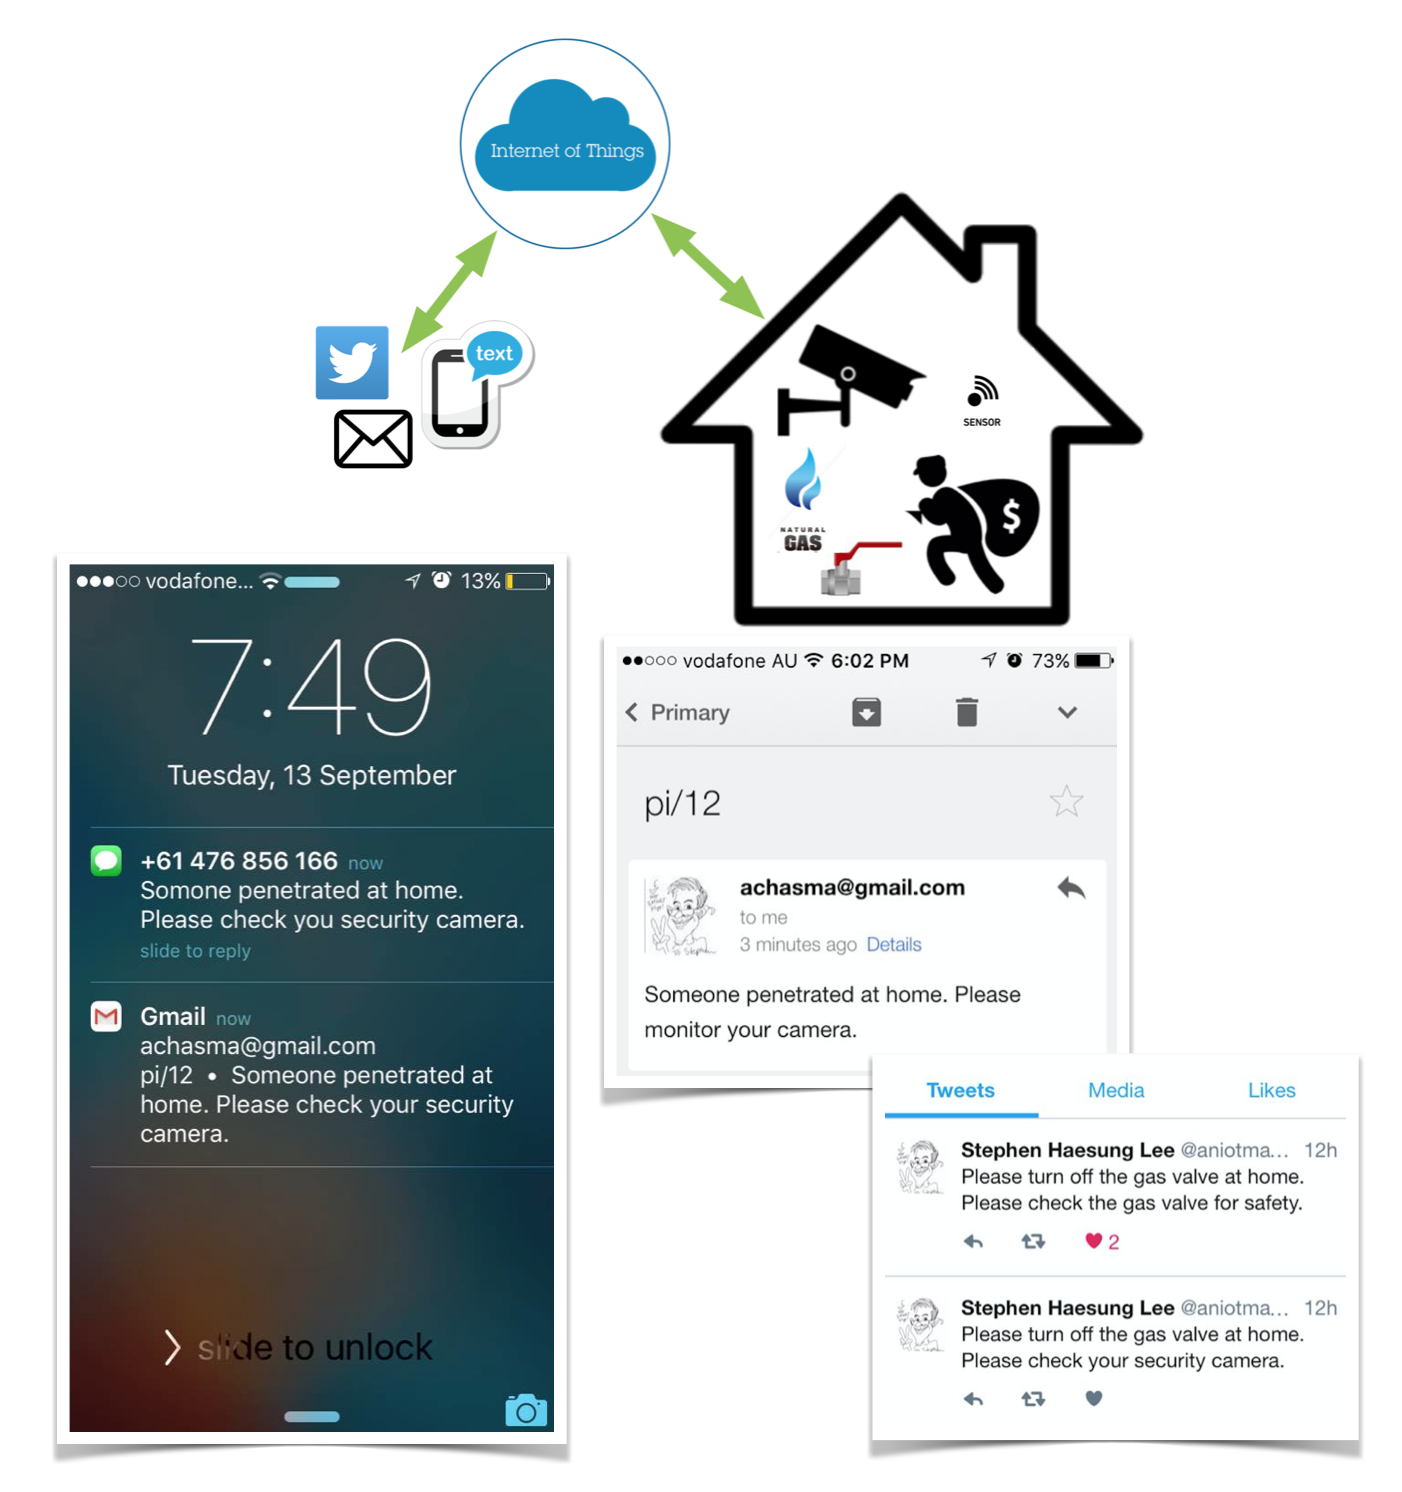 Internet of Things
text
SENSOR
NATURAL
GAS
$
vodafone... 13%
7:49
Tuesday, 13 September
+61 476 856 166 now
Somone penetrated at home.
Please check you security camera.
slide to reply
Gmail now
achasma@gmail.com
pi/12 • Someone penetrated at
home. Please check your security
camera.
slide to unlock
vodafone AU 6:02 PM 73%
Primary
pi/12
achasma@gmail.com
to me
3 minutes ago Details
Someone penetrated at home. Please
monitor your camera.
Tweets Media Likes
Stephen Haesung Lee @aniotma... 12h
Please turn off the gas valve at home.
Please check the gas valve for safety.
2
Stephen Haesung Lee @aniotma... 12h
Please turn off the gas valve at home.
Please check your security camera.